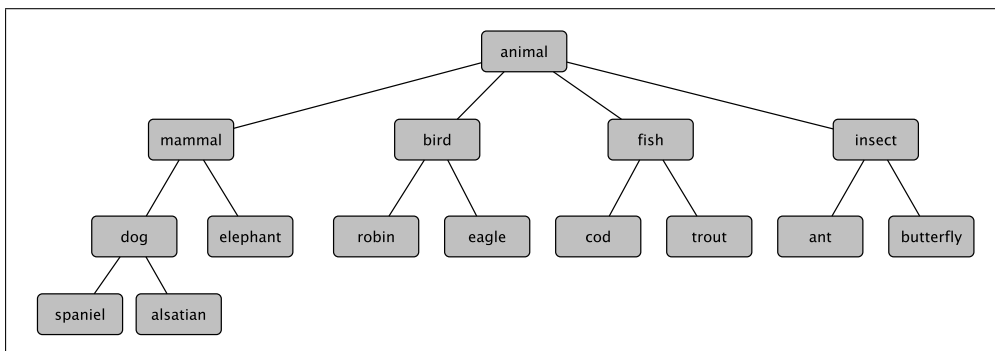 animal
mammal bird fish insect
dog elephant robin eagle cod trout ant butterfly
spaniel alsatian